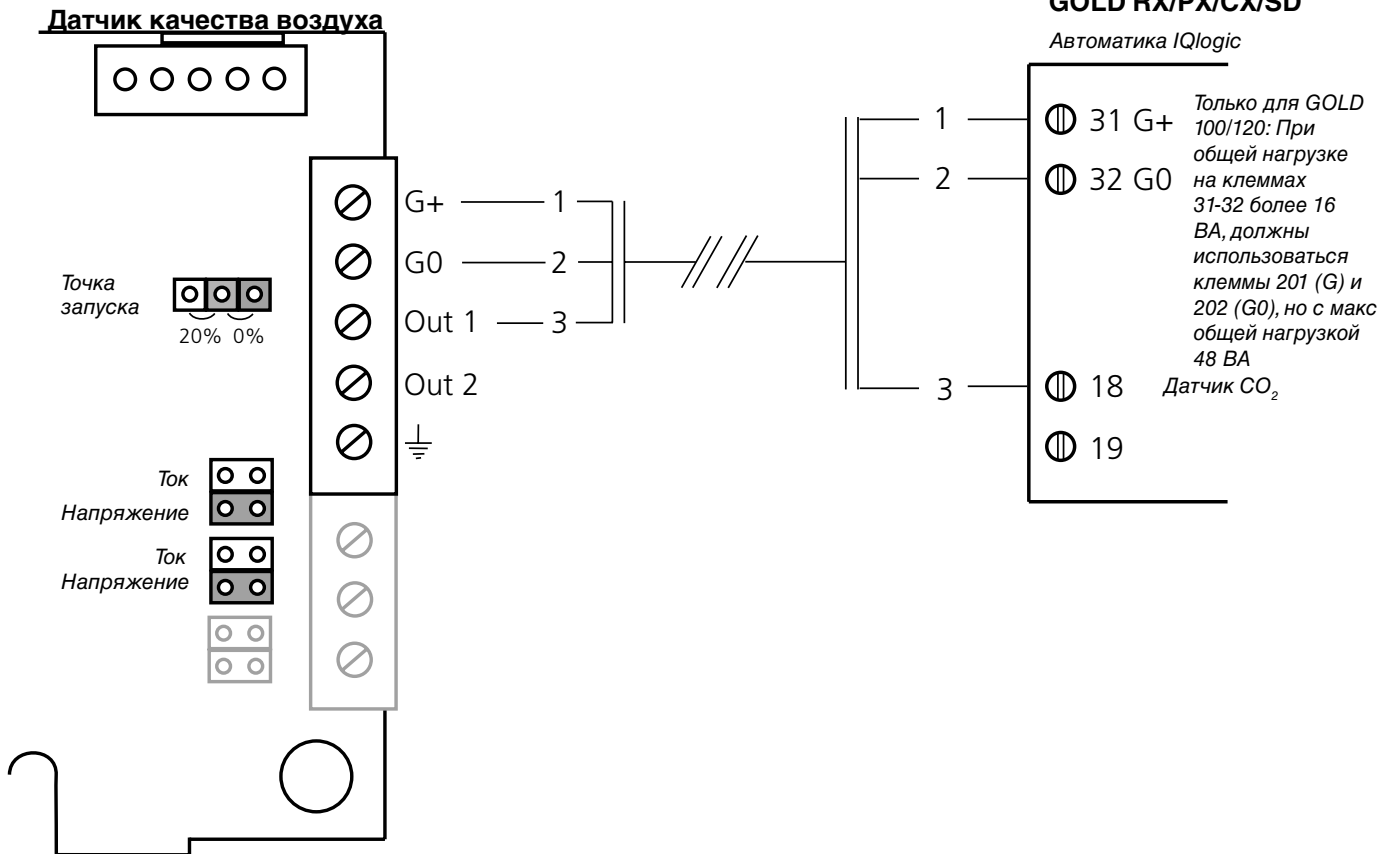 Датчик качества воздуха
GOLD RX/PX/CX/SD
Автоматика IQlogic
G+
1
G0
2
Out 1
3
Out 2
Точка
запуска
20% 0%
Ток
Напряжение
Ток
Напряжение
1
31 G+
2
32 G0
3
18
Датчик CO₂
19
Только для GOLD
100/120: При
общей нагрузке
на клеммах
31-32 более 16
ВА, должны
использоваться
клеммы 201 (G) и
202 (G0), но с макс
общей нагрузкой
48 ВА